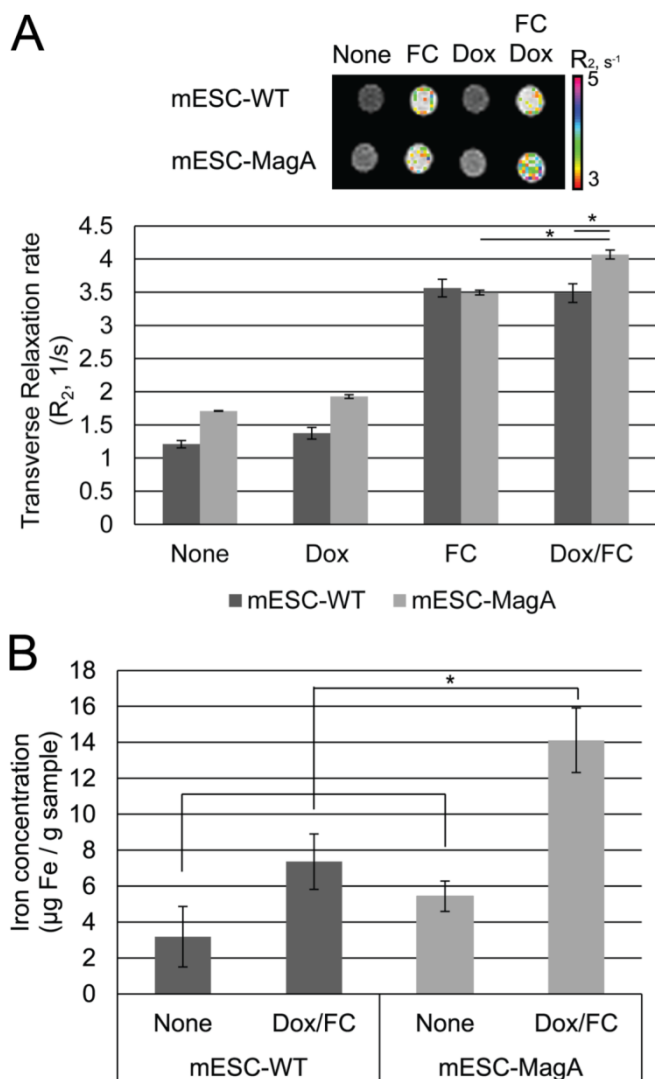 A
None FC Dox FC Dox
R2, s-1
mESC-WT
5
mESC-MagA
3
Transverse Relaxation rate
(R2, 1/s)
4.5
4
3.5
3
2.5
2
1.5
1
0.5
0
* *
None Dox FC Dox/FC
mESC-WT mESC-MagA
B
Iron concentration
(µg Fe / g sample)
18
16
14
12
10
8
6
4
2
0
*
None Dox/FC None Dox/FC
mESC-WT mESC-MagA